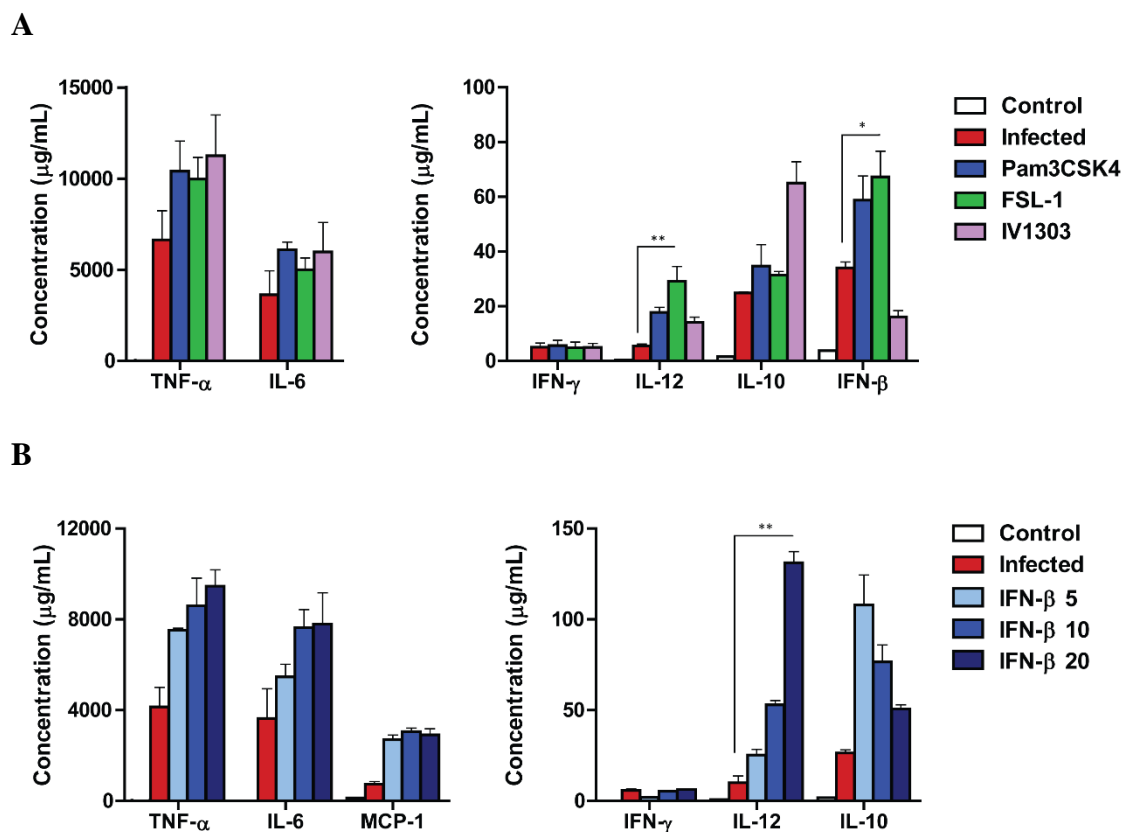 A
Concentration (μg/mL)
15000
10000
5000
0
TNF-α IL-6
Concentration (μg/mL)
100
80
60
40
20
0
**
*
IFN-γ IL-12 IL-10 IFN-β
Control
Infected
Pam3CSK4
FSL-1
IV1303
B
Concentration (μg/mL)
12000
8000
4000
0
TNF-α IL-6 MCP-1
Concentration (μg/mL)
150
100
50
0
**
IFN-γ IL-12 IL-10
Control
Infected
IFN-β 5
IFN-β 10
IFN-β 20